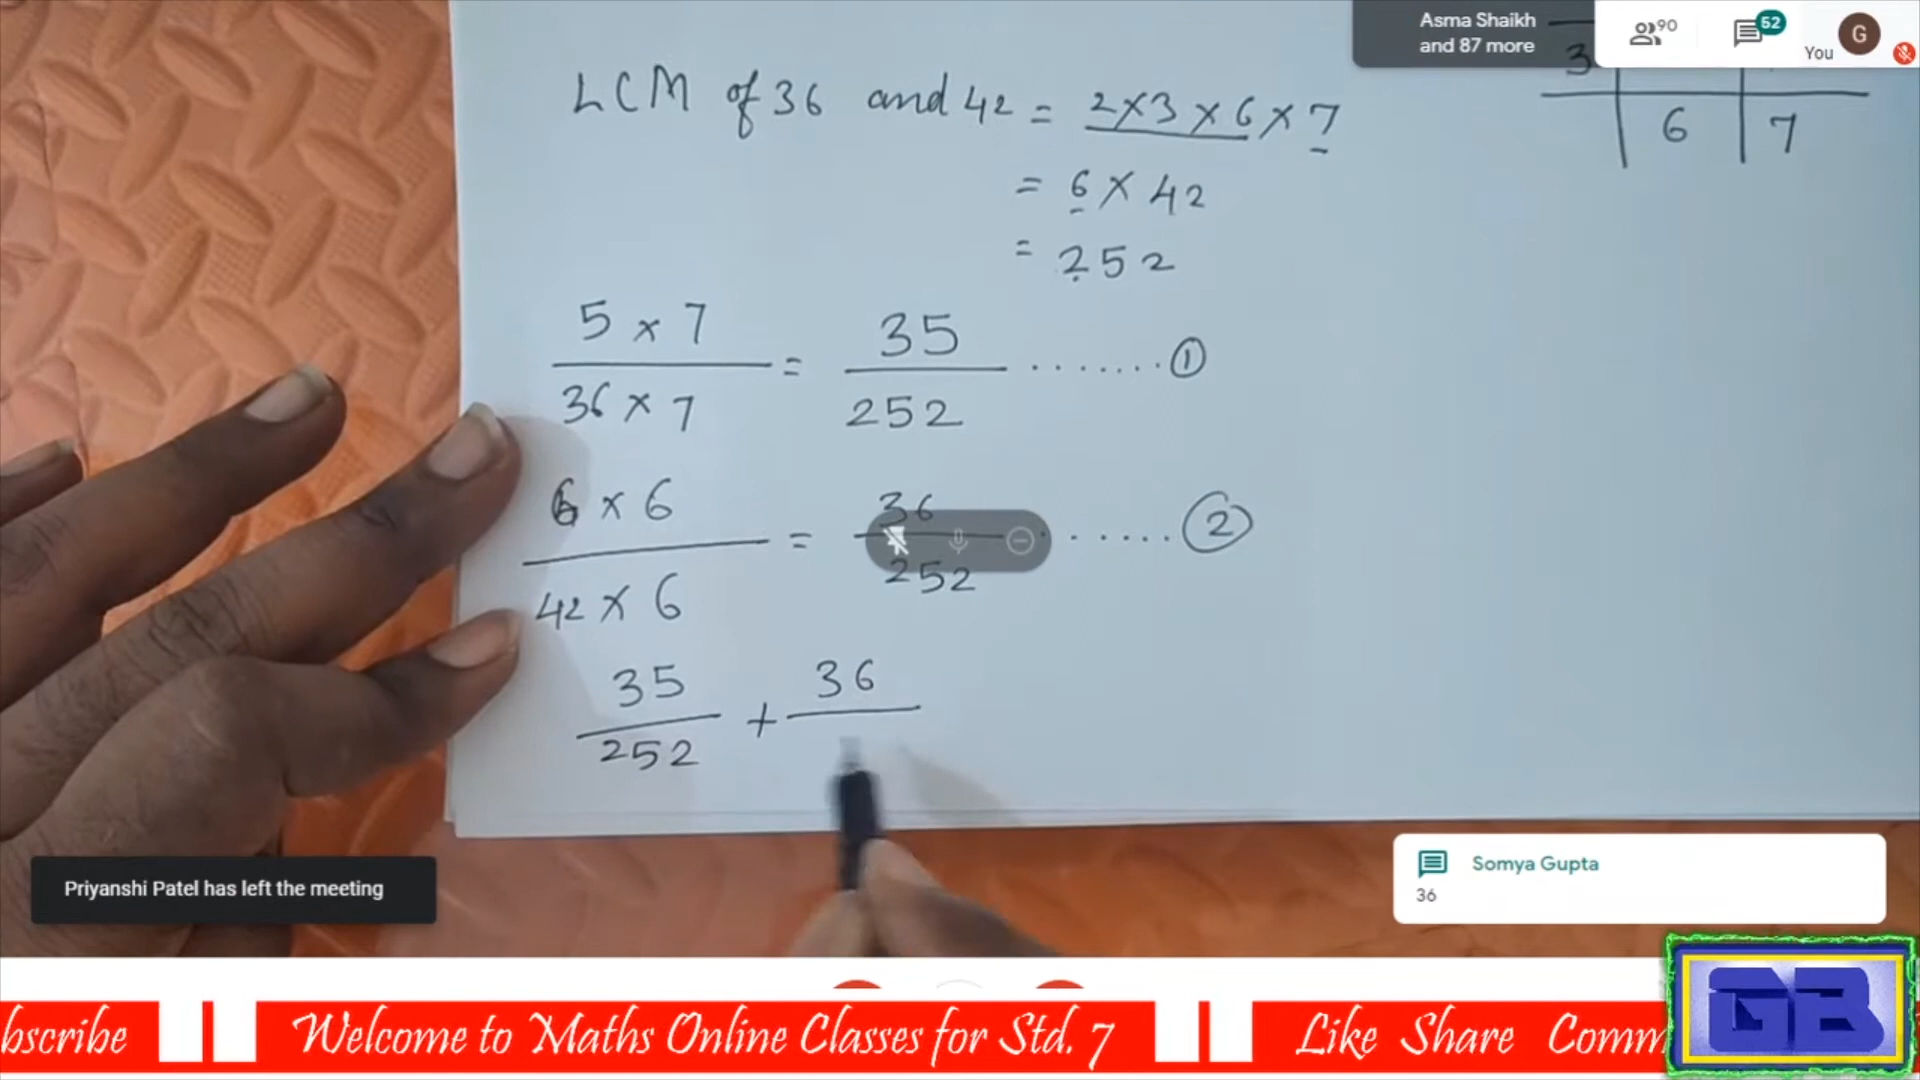 Asma Shaikh
and 87 more
90
52
You
G
3
6 7
LCM of 36 and 42 = 2×3×6×7
= 6×42
= 252
5 × 7 = 35 ....... ①
36 × 7 252
6 × 6 = 36 ...... ②
42 × 6 252
35 + 36
252
Priyanshi Patel has left the meeting
Somya Gupta
36
bscribe Welcome to Maths Online Classes for Std. 7 Like Share Comm
GB